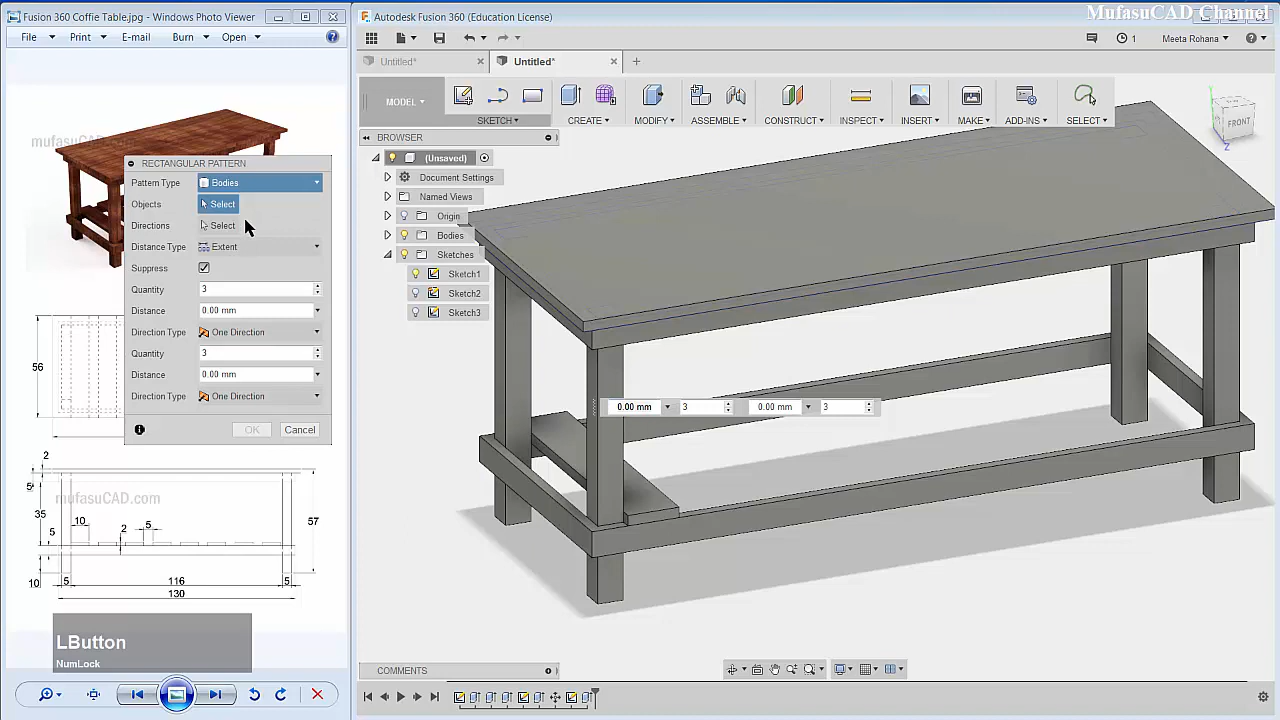 Fusion 360 Coffie Table.jpg - Windows Photo Viewer
File
Print
E-mail
Burn
Open
mufasuCAD.com
RECTANGULAR PATTERN
Pattern Type
Bodies
Objects
Select
Directions
Select
Distance Type
Extent
Suppress
Quantity
3
Distance
0.00 mm
Direction Type
One Direction
Quantity
3
Distance
0.00 mm
Direction Type
One Direction
OK
Cancel
56
2
5
35
5
10
10
2
5
57
mufasuCAD.com
5
116
5
130
LButton
NumLock
Autodesk Fusion 360 (Education License)
MufasuCAD Channel
1
Meeta Rohana
Untitled*
Untitled*
MODEL
SKETCH
CREATE
MODIFY
ASSEMBLE
CONSTRUCT
INSPECT
INSERT
MAKE
ADD-INS
SELECT
BROWSER
(Unsaved)
Document Settings
Named Views
Origin
Bodies
Sketches
Sketch1
Sketch2
Sketch3
FRONT
Y
Z
0.00 mm
3
0.00 mm
3
COMMENTS